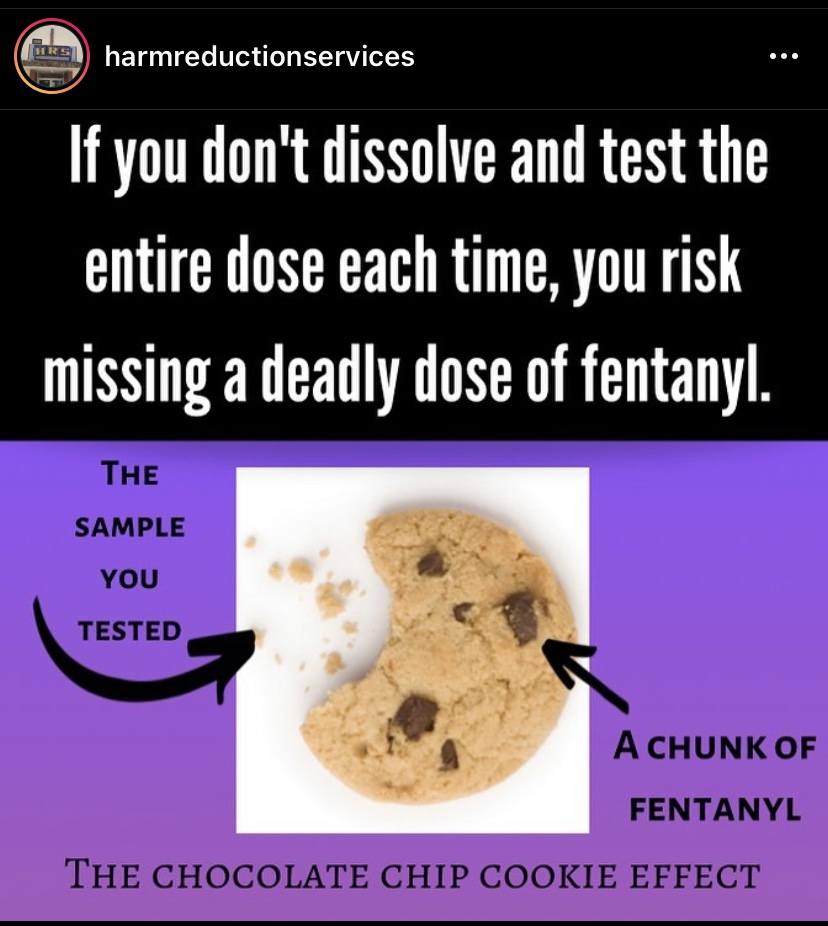 HRS
harmreductionservices
If you don't dissolve and test the
entire dose each time, you risk
missing a deadly dose of fentanyl.
The
sample
you
tested
A chunk of
fentanyl
The chocolate chip cookie effect